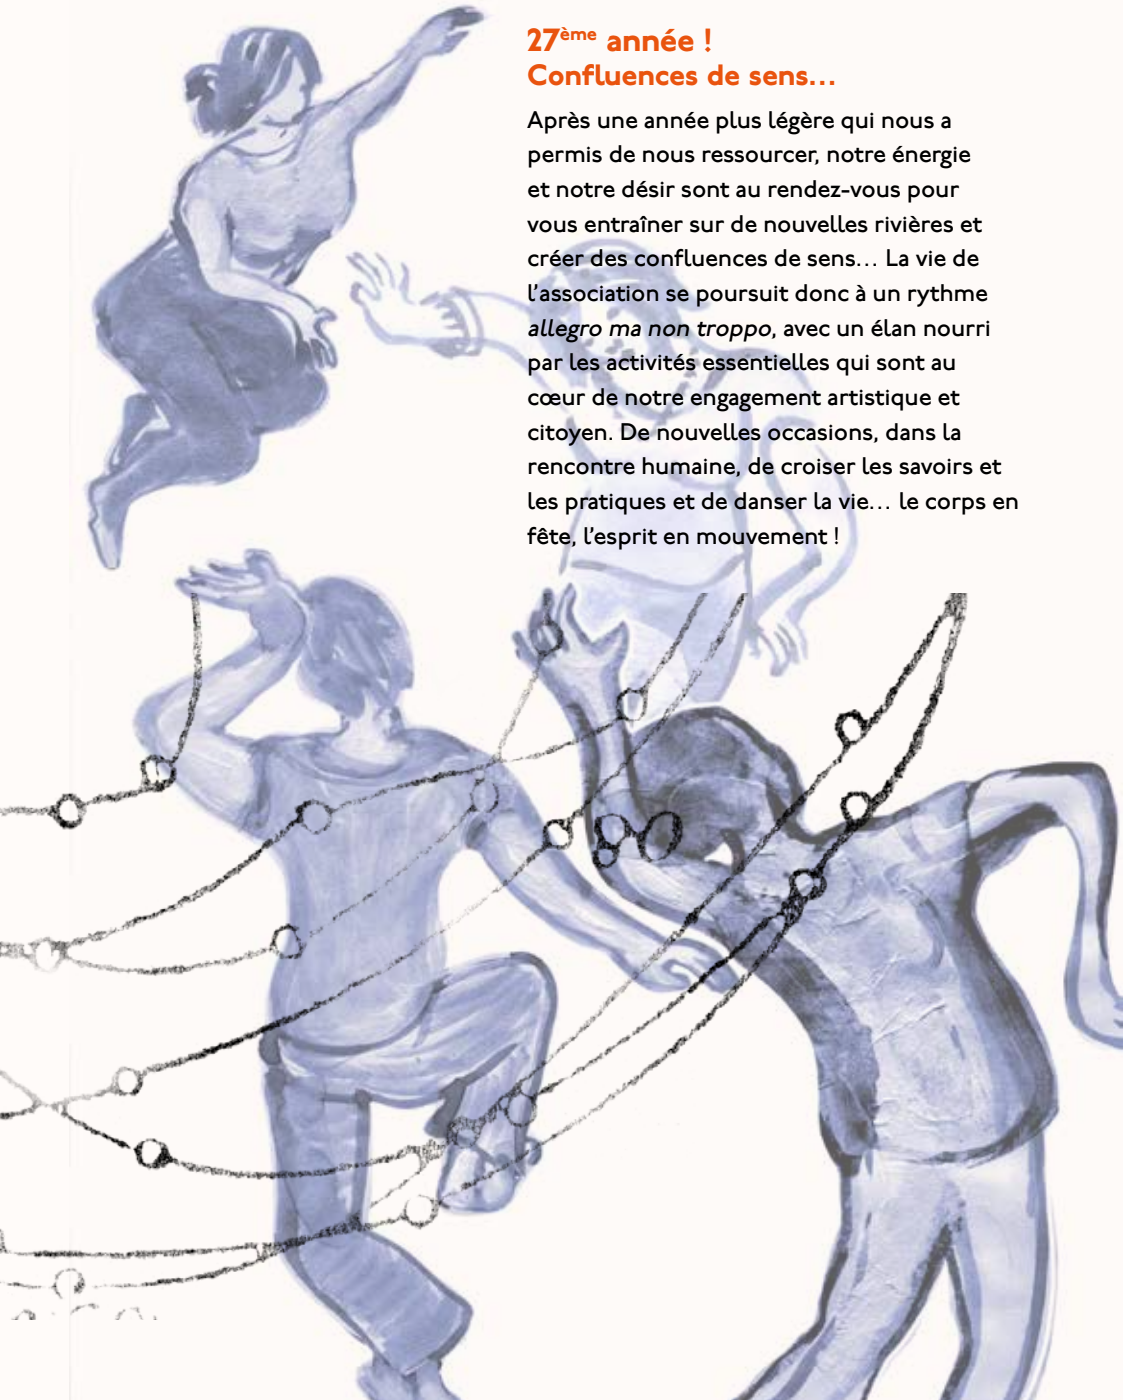 27ème année !
Confluences de sens…
Après une année plus légère qui nous a
permis de nous ressourcer, notre énergie
et notre désir sont au rendez-vous pour
vous entraîner sur de nouvelles rivières et
créer des confluences de sens… La vie de
l’association se poursuit donc à un rythme
allegro ma non troppo, avec un élan nourri
par les activités essentielles qui sont au
cœur de notre engagement artistique et
citoyen. De nouvelles occasions, dans la
rencontre humaine, de croiser les savoirs et
les pratiques et de danser la vie… le corps en
fête, l’esprit en mouvement !